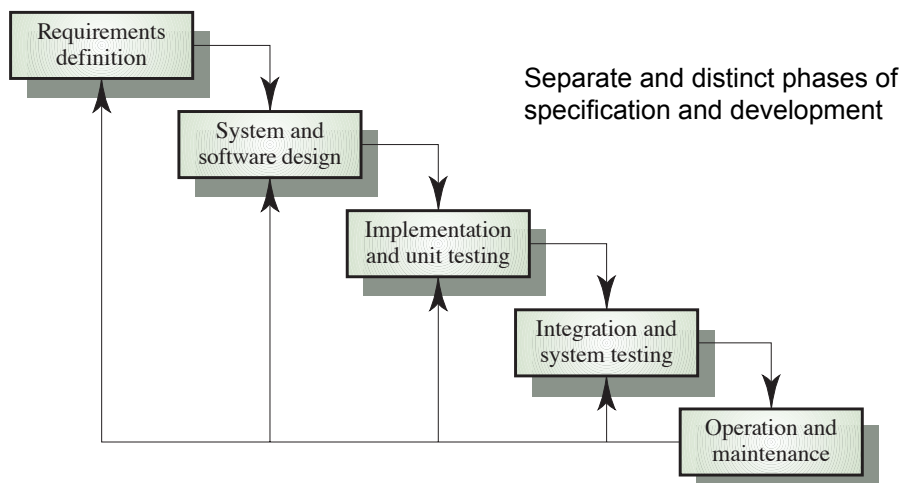 Requirements
definition
Separate and distinct phases of
specification and development
System and
software design
Implementation
and unit testing
Integration and
system testing
Operation and
maintenance